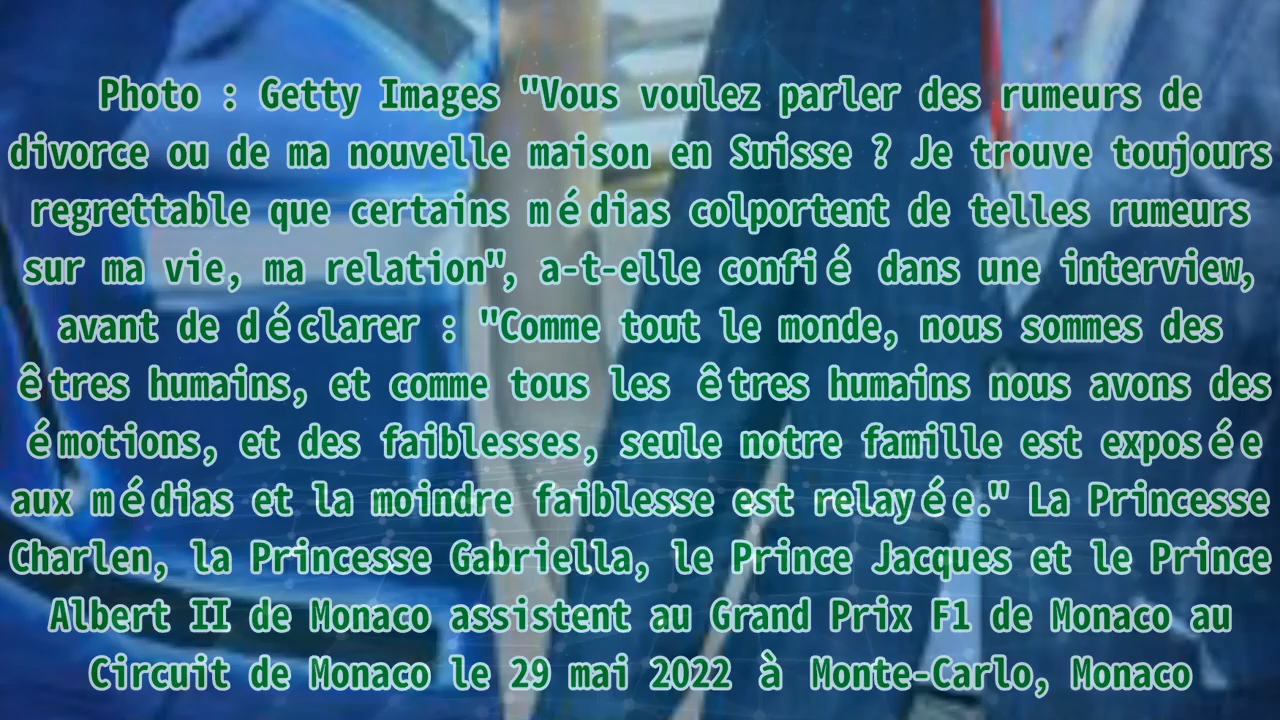 Photo : Getty Images "Vous voulez parler des rumeurs de
divorce ou de ma nouvelle maison en Suisse ? Je trouve toujours
regrettable que certains médias colportent de telles rumeurs
sur ma vie, ma relation", a-t-elle confié dans une interview,
avant de déclarer : "Comme tout le monde, nous sommes des
êtres humains, et comme tous les êtres humains nous avons des
émotions, et des faiblesses, seule notre famille est exposée
aux médias et la moindre faiblesse est relayée." La Princesse
Charlen, la Princesse Gabriella, le Prince Jacques et le Prince
Albert II de Monaco assistent au Grand Prix F1 de Monaco au
Circuit de Monaco le 29 mai 2022 à Monte-Carlo, Monaco